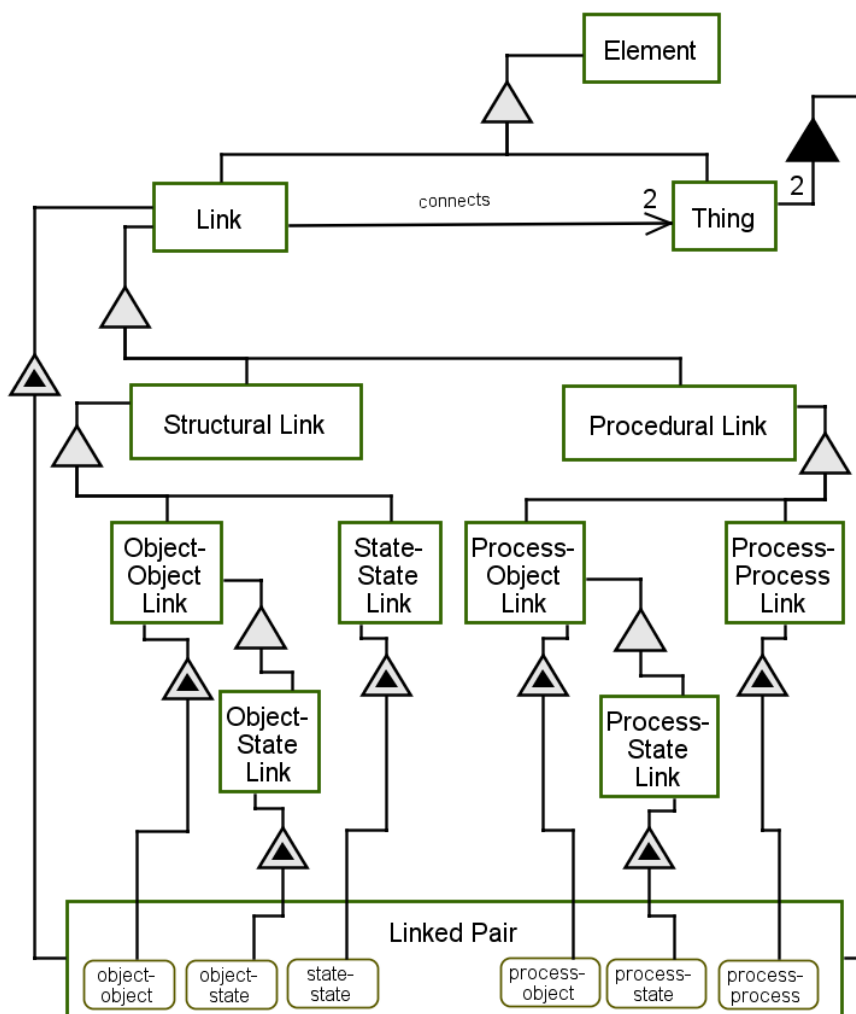 Element
connects
2
2
Link
Thing
Structural Link
Procedural Link
Object-
Object
Link
State-
State
Link
Process-
Object
Link
Process-
Process
Link
Object-
State
Link
Process-
State
Link
Linked Pair
object-
object
object-
state
state-
state
process-
object
process-
state
process-
process